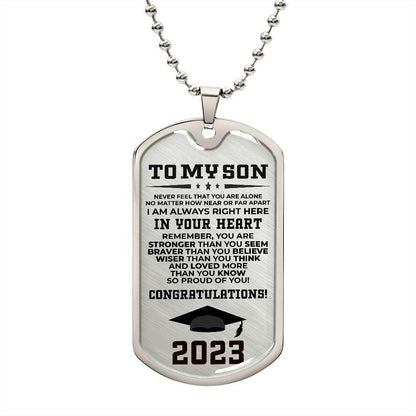 TO MY SON
NEVER FEEL THAT YOU ARE ALONE
NO MATTER HOW NEAR OR FAR APART
I AM ALWAYS RIGHT HERE
IN YOUR HEART
REMEMBER, YOU ARE
STRONGER THAN YOU SEEM
BRAVER THAN YOU BELIEVE
WISER THAN YOU THINK
AND LOVED MORE
THAN YOU KNOW
SO PROUD OF YOU!
CONGRATULATIONS!
2023